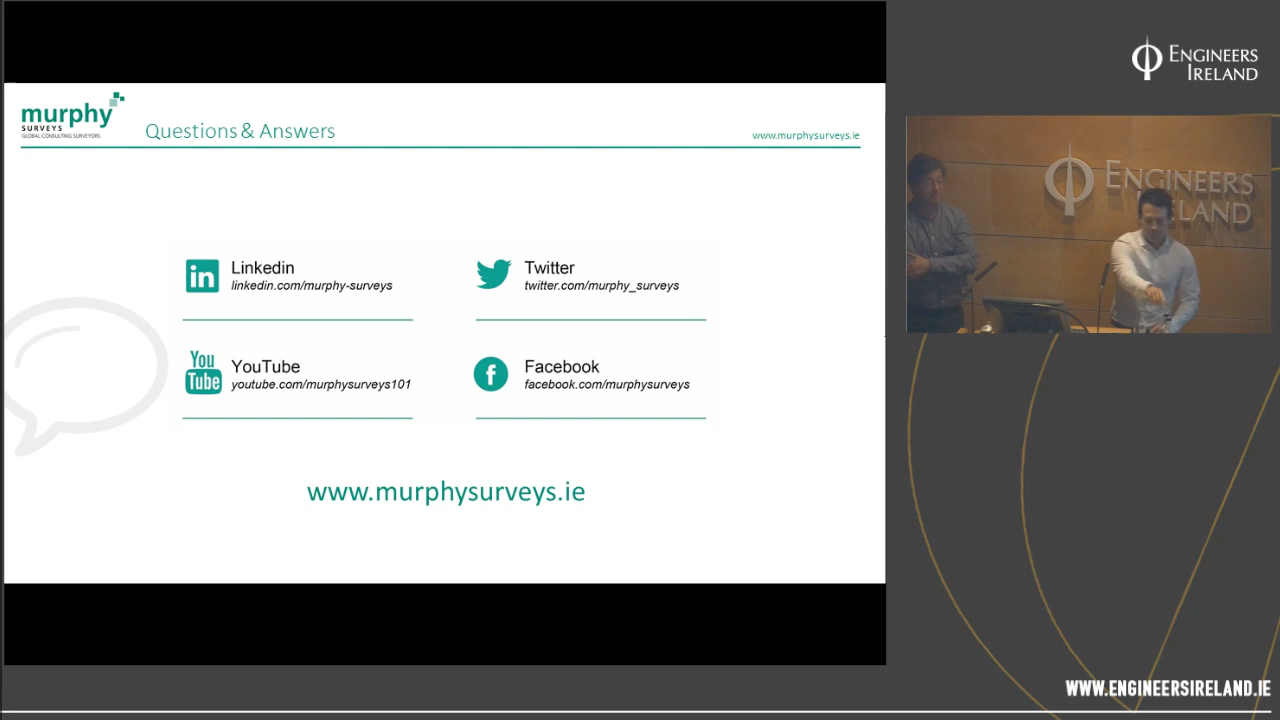 murphy
SURVEYS
GLOBAL CONSULTING SURVEYORS
Questions & Answers
www.murphysurveys.ie
in
Linkedin
linkedin.com/murphy-surveys
Twitter
twitter.com/murphy_surveys
You
Tube
YouTube
youtube.com/murphysurveys101
f
Facebook
facebook.com/murphysurveys
www.murphysurveys.ie
ENGINEERS
IRELAND
ENGINEERS
IRELAND
WWW.ENGINEERSIRELAND.IE